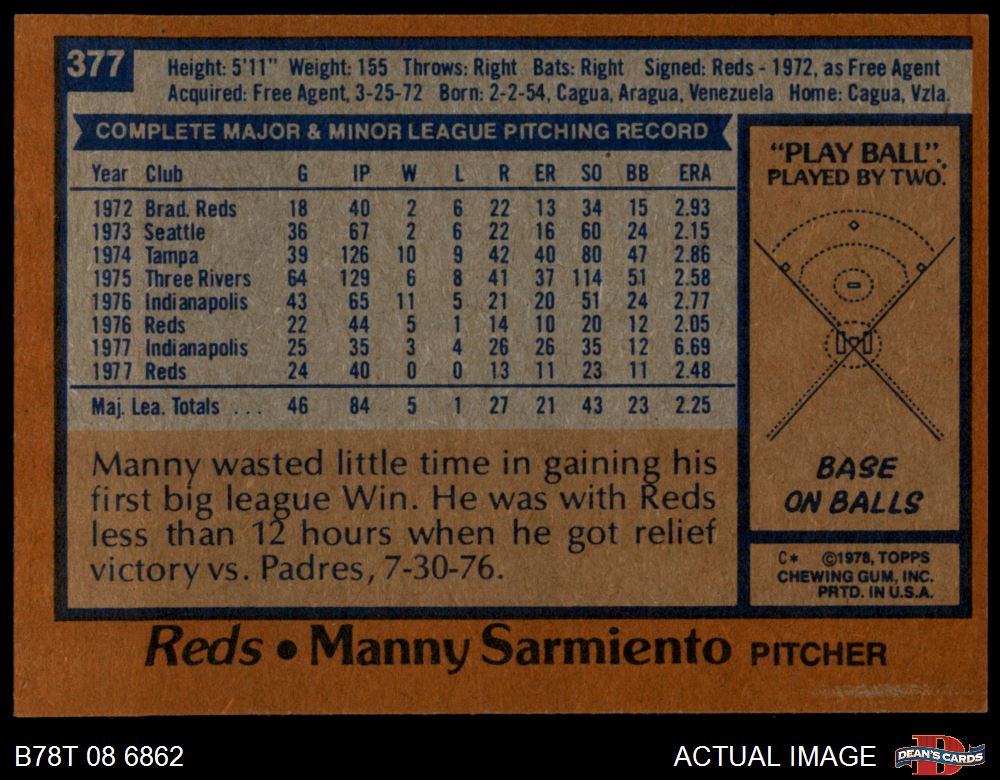 377
Height: 5'11" Weight: 155 Throws: Right Bats: Right Signed: Reds - 1972, as Free Agent
Acquired: Free Agent, 3-25-72 Born: 2-2-54, Cagua, Aragua, Venezuela Home: Cagua, Vzla.
COMPLETE MAJOR & MINOR LEAGUE PITCHING RECORD
Year Club G IP W L R ER SO BB ERA
1972 Brad. Reds 18 40 2 6 22 13 34 15 2.93
1973 Seattle 36 67 2 6 22 16 60 24 2.15
1974 Tampa 39 126 10 9 42 40 80 47 2.86
1975 Three Rivers 64 129 6 8 41 37 114 51 2.58
1976 Indianapolis 43 65 11 5 21 20 51 24 2.77
1976 Reds 22 44 5 1 14 10 20 12 2.05
1977 Indianapolis 25 35 3 4 26 26 35 12 6.69
1977 Reds 24 40 0 0 13 11 23 11 2.48
Maj. Lea. Totals ... 46 84 5 1 27 21 43 23 2.25
Manny wasted little time in gaining his
first big league Win. He was with Reds
less than 12 hours when he got relief
victory vs. Padres, 7-30-76.
"PLAY BALL".
PLAYED BY TWO.
BASE
ON BALLS
C* ©1978, TOPPS
CHEWING GUM, INC.
PRTD. IN U.S.A.
Reds • Manny Sarmiento PITCHER
B78T 08 6862
ACTUAL IMAGE
DEAN'S CARDS